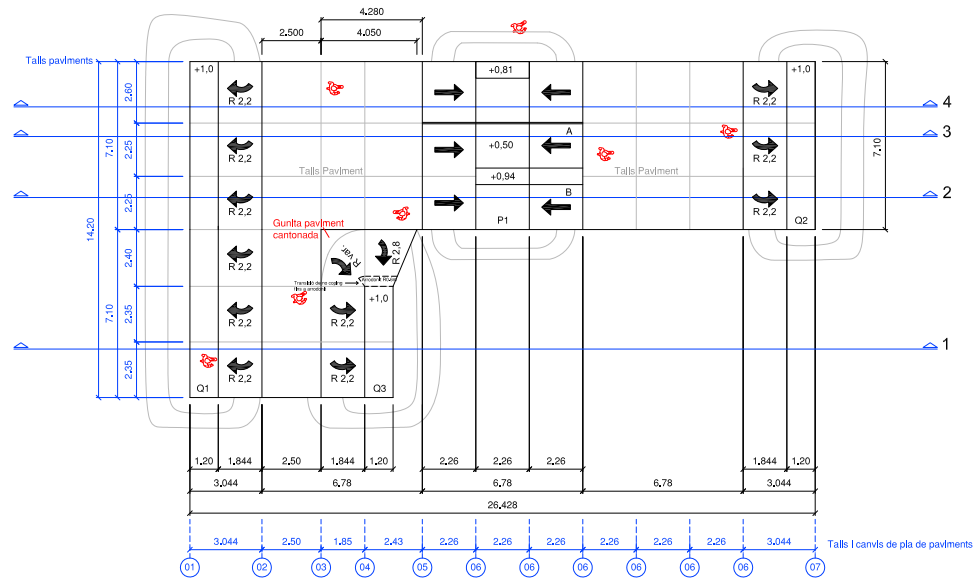 4.280
2.500
4.050
Talls paviments
+1,0
+0,81
+1,0
R 2,2
R 2,2
4
2.60
A
3
7.10
R 2,2
+0,50
R 2,2
7.10
2.25
Talls Paviment
+0,94
Talls Paviment
B
2
2.25
R 2,2
Gunita paviment
cantonada
P1
R 2,2
Q2
14.20
2.40
R 2,2
R var.
R 2,8
Transició de no coping
fins a arrodonit
+1,0
2.35
7.10
R 2,2
R 2,2
1
2.35
R 2,2
R 2,2
Q1
Q3
1.20
1.844
2.50
1.844
1.20
2.26
2.26
2.26
1.844
1.20
3.044
6.78
6.78
6.78
3.044
26.428
3.044
2.50
1.85
2.43
2.26
2.26
2.26
2.26
2.26
2.26
3.044
Talls i canvis de pla de paviments
01
02
03
04
05
06
06
06
06
06
06
07